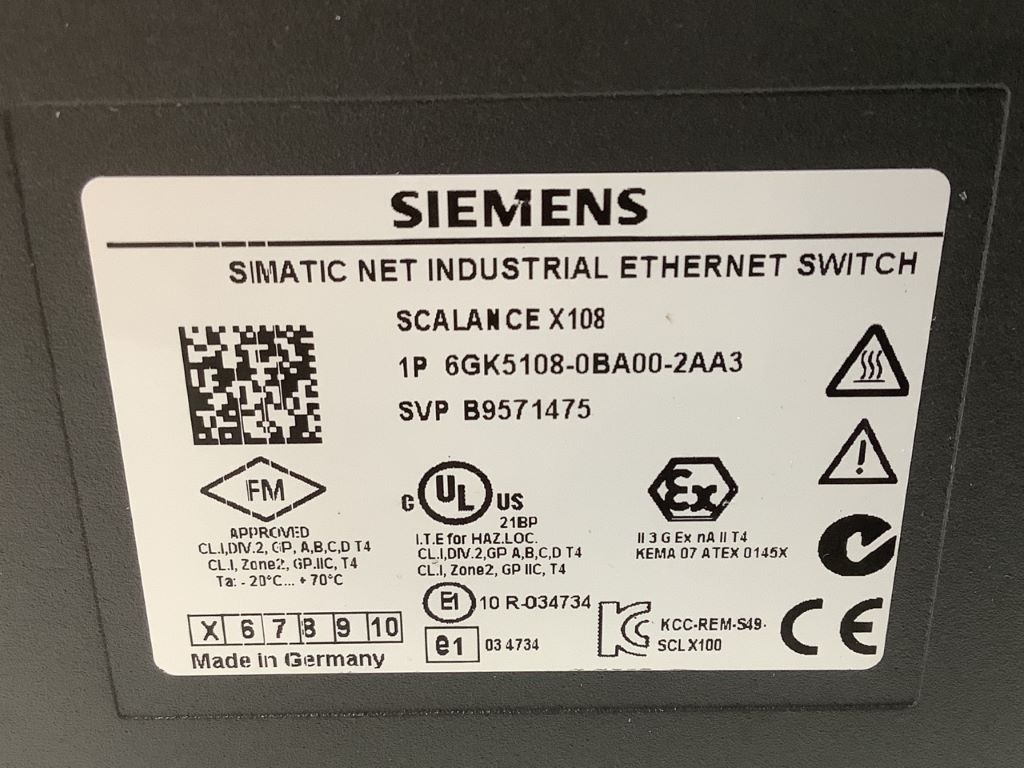 SIEMENS
SIMATIC NET INDUSTRIAL ETHERNET SWITCH
SCALANCE X108
1P 6GK5108-0BA00-2AA3
SVP B9571475
FM
APPROVED
CL.I,DIV.2, GP, A,B,C,D T4
CL.I, Zone2, GP.IIC, T4
Ta: - 20°C... + 70°C
C UL US
21BP
I.T.E for HAZ.LOC.
CL.I,DIV.2,GP A,B,C,D T4
CL.I, Zone2, GP IIC, T4
Ex
II 3 G Ex nA II T4
KEMA 07 ATEX 0145X
E1 10 R-034734
e1 03 4734
KC KCC-REM-S49-
SCLX100
CE
X 6 7 8 9 10
Made in Germany